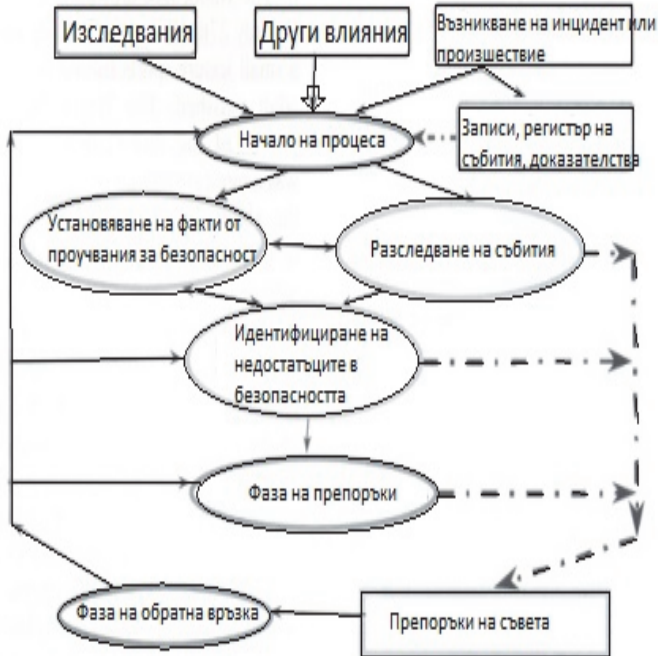 Изследвания
Други влияния
Възникване на инцидент или
произшествие
Начало на процеса
Записи, регистър на
събития, доказателства
Установяване на факти от
проучвания за безопасност
Разследване на събития
Идентифициране на
недостатъците в
безопасността
Фаза на препоръки
Фаза на обратна връзка
Препоръки на съвета